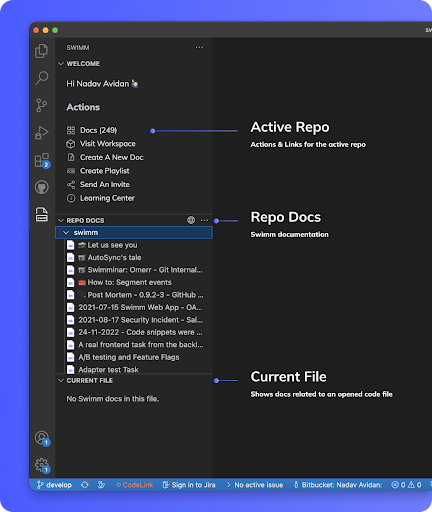 SW
SWIMM
WELCOME
Hi Nadav Avidan
Actions
Docs (249)
Visit Workspace
Create A New Doc
Create Playlist
Send An Invite
Learning Center
Active Repo
Actions & Links for the active repo
REPO DOCS
swimm
Let us see you
AutoSync's tale
Swimminar: Omerr - Git Internal...
How to: Segment events
Post Mortem - 0.9.2-3 - GitHub ...
2021-07-15 Swimm Web App - OA...
2021-08-17 Security Incident - Sal...
24-11-2022 - Code snippets were ...
A real frontend task from the backl...
A/B testing and Feature Flags
Adapter test Task
Repo Docs
Swimm documentation
CURRENT FILE
No Swimm docs in this file.
Current File
Shows docs related to an opened code file
2
1
1
develop
CodeLink
Sign in to Jira
No active issue
Bitbucket: Nadav Avidan:
0
0